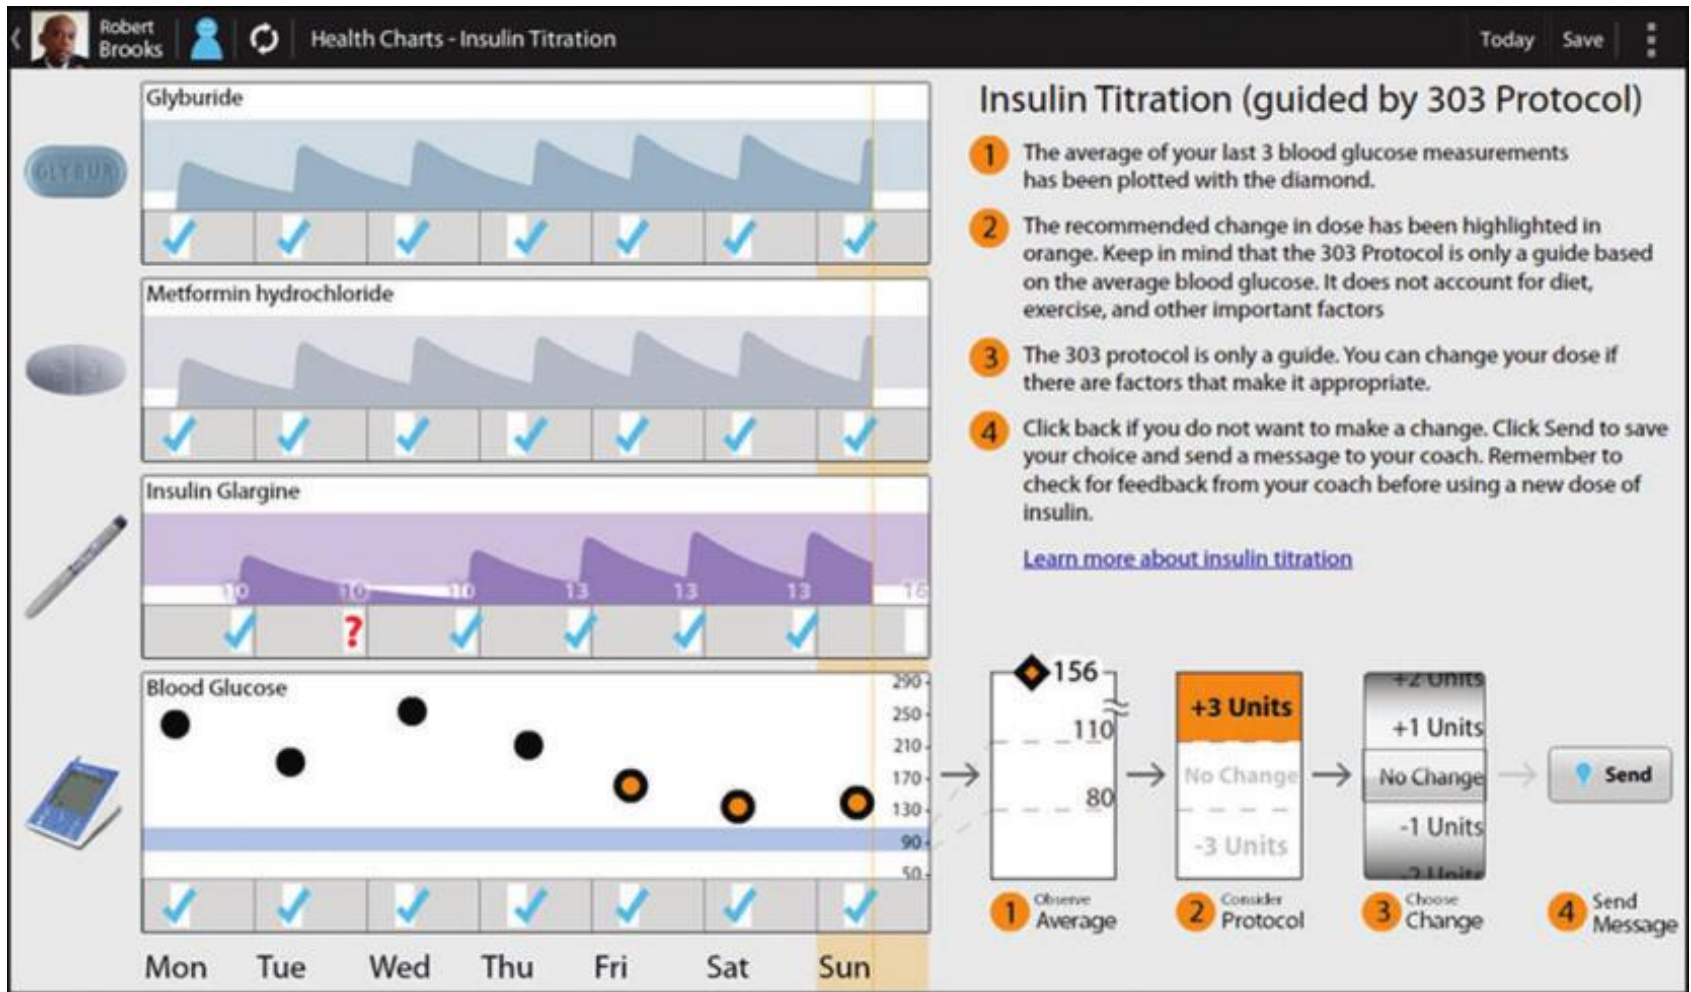 Robert
Brooks
Health Charts - Insulin Titration
Today
Save
Glyburide
GLYBUR
Metformin hydrochloride
Insulin Glargine
10
10
10
13
13
13
16
?
Blood Glucose
290
250
210
170
130
90
50
Mon
Tue
Wed
Thu
Fri
Sat
Sun
Insulin Titration (guided by 303 Protocol)
1
The average of your last 3 blood glucose measurements
has been plotted with the diamond.
2
The recommended change in dose has been highlighted in
orange. Keep in mind that the 303 Protocol is only a guide based
on the average blood glucose. It does not account for diet,
exercise, and other important factors
3
The 303 protocol is only a guide. You can change your dose if
there are factors that make it appropriate.
4
Click back if you do not want to make a change. Click Send to save
your choice and send a message to your coach. Remember to
check for feedback from your coach before using a new dose of
insulin.
Learn more about insulin titration
156
110
80
+3 Units
No Change
-3 Units
+2 Units
+1 Units
No Change
-1 Units
-2 Units
Send
1
Observe
Average
2
Consider
Protocol
3
Choose
Change
4
Send
Message